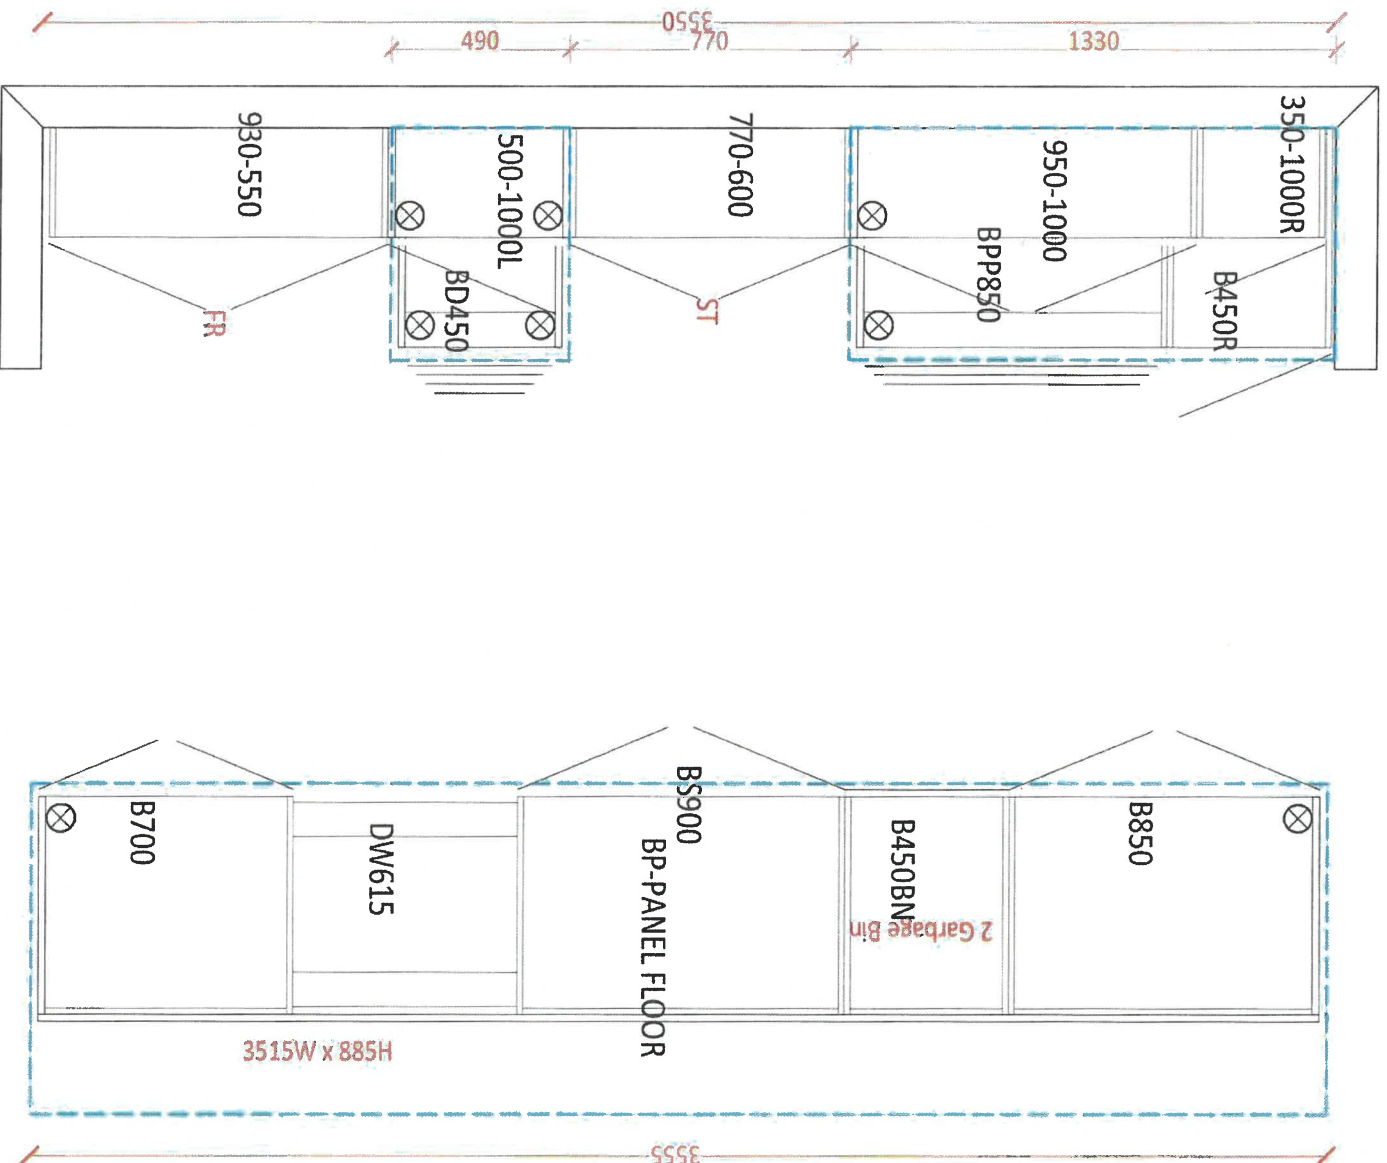 3550
490
770
1330
930-550
500-1000L
770-600
950-1000
350-1000R
BD450
BPP850
B450R
FR
ST
B700
DW615
BS900
BP-PANEL FLOOR
B450BN
2 Garbage Bin
B850
3515W x 885H
3555